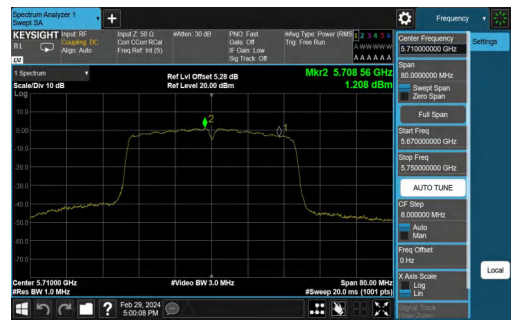 Spectrum Analyzer 1
Swept SA
Frequency
KEYSIGHT
Input: RF
Coupling: DC
Align: Auto
Input Z: 50 Ω
Corr CCorr RCal
Freq Ref: Int (S)
#Atten: 30 dB
PNO: Fast
Gate: Off
IF Gain: Low
Sig Track: Off
#Avg Type: Power (RMS
Trig: Free Run
1 2 3 4 5 6
A W W W W W
A A A A A A
RL
LV
1 Spectrum
Scale/Div 10 dB
Log
Ref Lvl Offset 5.28 dB
Ref Level 20.00 dBm
Mkr2 5.708 56 GHz
1.208 dBm
10.0
0.00
-10.0
-20.0
-30.0
-40.0
-50.0
-60.0
-70.0
2
1
Center 5.71000 GHz
#Res BW 1.0 MHz
#Video BW 3.0 MHz
Span 80.00 MHz
#Sweep 20.0 ms (1001 pts)
Center Frequency
5.710000000 GHz
Span
80.0000000 MHz
Swept Span
Zero Span
Full Span
Start Freq
5.670000000 GHz
Stop Freq
5.750000000 GHz
AUTO TUNE
CF Step
8.000000 MHz
Auto
Man
Freq Offset
0 Hz
X Axis Scale
Log
Lin
Signal Track
Settings
Local
Feb 29, 2024
5:00:08 PM